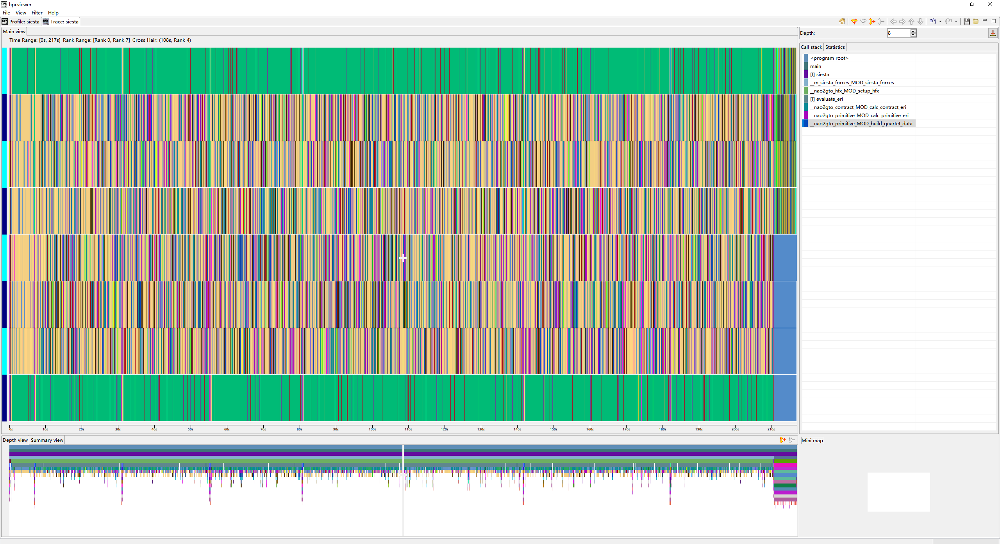 hpcviewer
File View Filter Help
Profile: siesta Trace: siesta
Main view
Time Range: [0s, 217s] Rank Range: [Rank 0, Rank 7] Cross Hair: (108s, Rank 4)
0s 10s 20s 30s 40s 50s 60s 70s 80s 90s 100s 110s 120s 130s 140s 150s 160s 170s 180s 190s 200s 210s
Depth view Summary view
Depth: 8
Call stack Statistics
<program root>
main
[I] siesta
__m_siesta_forces_MOD_siesta_forces
__nao2gto_hfx_MOD_setup_hfx
[I] evaluate_eri
__nao2gto_contract_MOD_calc_contract_eri
__nao2gto_primitive_MOD_calc_primitive_eri
__nao2gto_primitive_MOD_build_quartet_data
Mini map